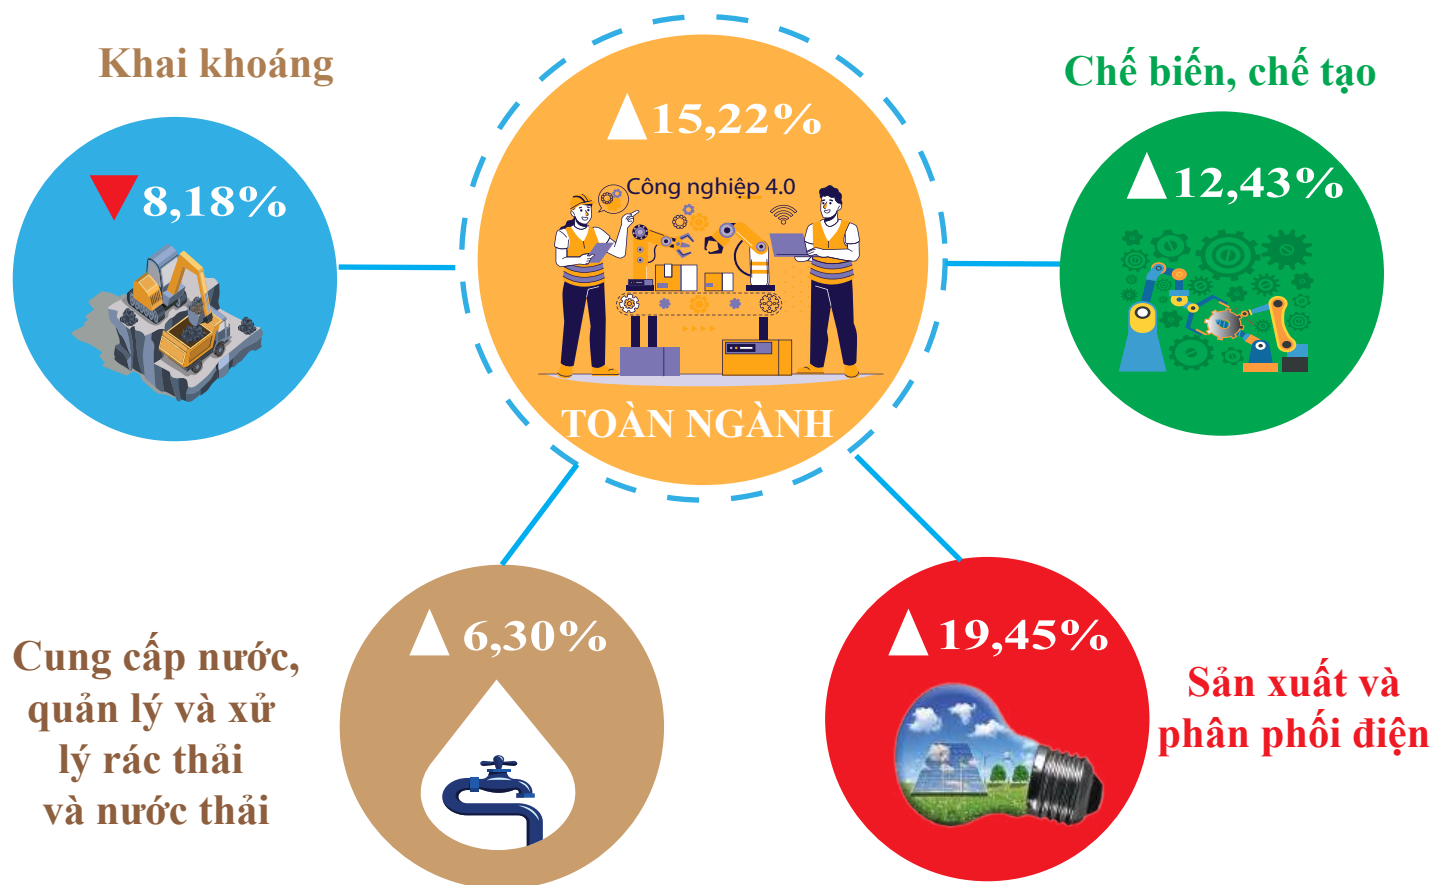 Khai khoáng
▼8,18%
▲15,22%
Công nghiệp 4.0
TOÀN NGÀNH
Chế biến, chế tạo
▲12,43%
Cung cấp nước,
quản lý và xử
lý rác thải
và nước thải
▲ 6,30%
▲19,45%
Sản xuất và
phân phối điện